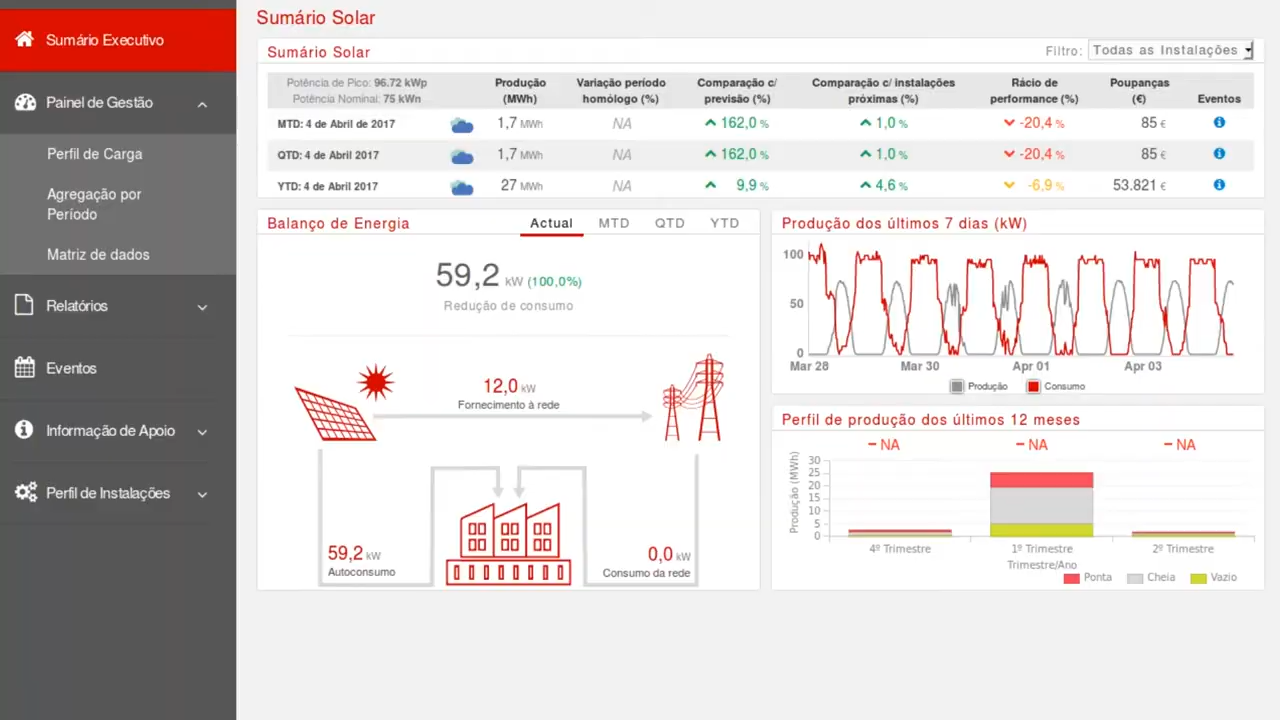 Sumário Executivo
Painel de Gestão
Perfil de Carga
Agregação por
Período
Matriz de dados
Relatórios
Eventos
Informação de Apoio
Perfil de Instalações
Sumário Solar
Sumário Solar
Filtro: Todas as Instalações
Potência de Pico: 96.72 kWp
Potência Nominal: 75 kWn
Produção
(MWh)
Variação período
homólogo (%)
Comparação c/
previsão (%)
Comparação c/ instalações
próximas (%)
Rácio de
performance (%)
Poupanças
(€)
Eventos
MTD: 4 de Abril de 2017 1,7 MWh NA 162,0 % 1,0 % -20,4 % 85 €
QTD: 4 de Abril 2017 1,7 MWh NA 162,0 % 1,0 % -20,4 % 85 €
YTD: 4 de Abril 2017 27 MWh NA 9,9 % 4,6 % -6,9 % 53.821 €
Balanço de Energia
Actual MTD QTD YTD
59,2 kW (100,0%)
Redução de consumo
12,0 kW
Fornecimento à rede
59,2 kW
Autoconsumo
0,0 kW
Consumo da rede
Produção dos últimos 7 dias (kW)
100
50
0
Mar 28 Mar 30 Apr 01 Apr 03
Produção Consumo
Perfil de produção dos últimos 12 meses
NA NA NA
Produção (MWh)
30
25
20
15
10
5
0
4º Trimestre 1º Trimestre 2º Trimestre
Trimestre/Ano
Ponta Cheia Vazio